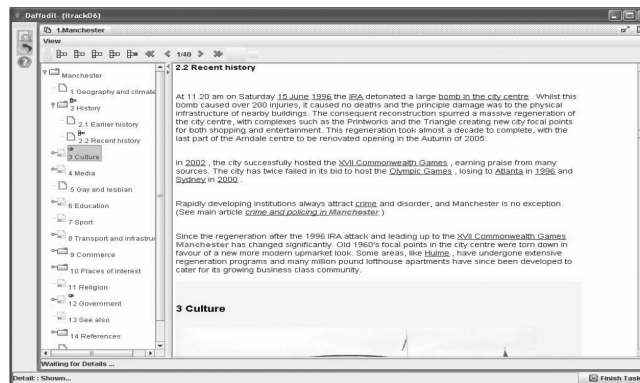 Daffodil- (itrack06)
1.Manchester
View
1/40
Manchester
1 Geography and climate
2 History
2.1 Earlier history
2.2 Recent history
3 Culture
4 Media
5 Gay and lesbian
6 Education
7 Sport
8 Transport and infrastruc
9 Commerce
10 Places of interest
11 Religion
12 Government
13 See also
14 References
2.2 Recent history
At 11.20 am on Saturday 15 June 1996 the IRA detonated a large bomb in the city centre . Whilst this
bomb caused over 200 injuries, it caused no deaths and the principle damage was to the physical
infrastructure of nearby buildings. The consequent reconstruction spurred a massive regeneration of
the city centre, with complexes such as the Printworks and the Triangle creating new city focal points
for both shopping and entertainment. This regeneration took almost a decade to complete, with the
last part of the Arndale centre to be renovated opening in the Autumn of 2005.
In 2002 , the city successfully hosted the XVII Commonwealth Games , earning praise from many
sources. The city has twice failed in its bid to host the Olympic Games , losing to Atlanta in 1996 and
Sydney in 2000 .
Rapidly developing institutions always attract crime and disorder, and Manchester is no exception.
(See main article crime and policing in Manchester )
Since the regeneration after the 1996 IRA attack and leading up to the XVII Commonwealth Games
Manchester has changed significantly. Old 1960's focal points in the city centre were torn down in
favour of a new more modern upmarket look. Some areas, like Hulme , have undergone extensive
regeneration programs and many million pound lofthouse apartments have since been developed to
cater for its growing business class community.
3 Culture
Waiting for Details ...
Detail: : Shown...
Finish Task